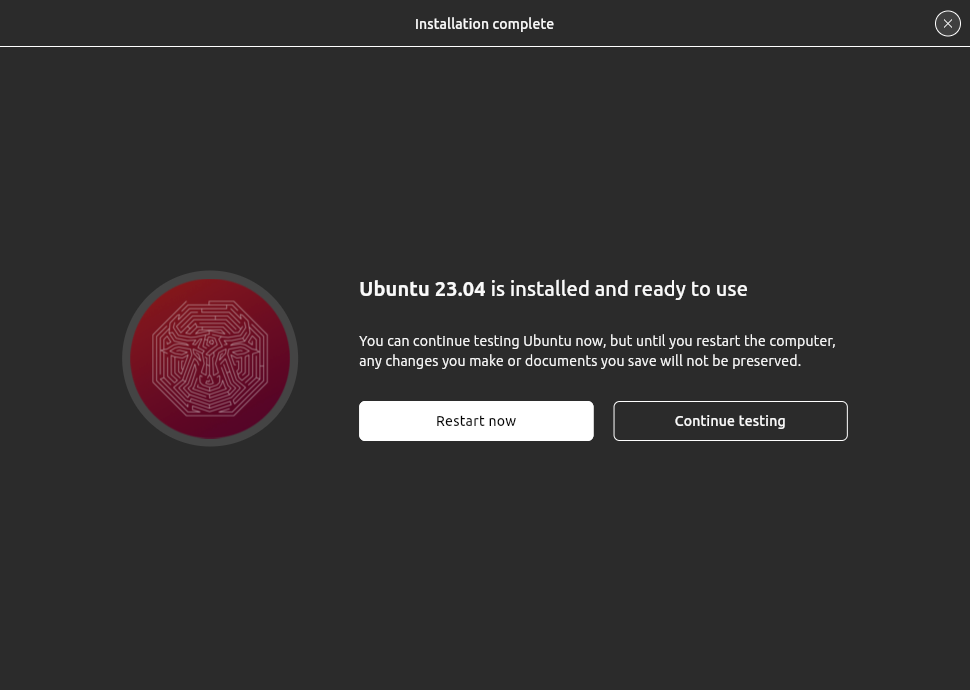 Installation complete
Ubuntu 23.04 is installed and ready to use
You can continue testing Ubuntu now, but until you restart the computer,
any changes you make or documents you save will not be preserved.
Restart now
Continue testing